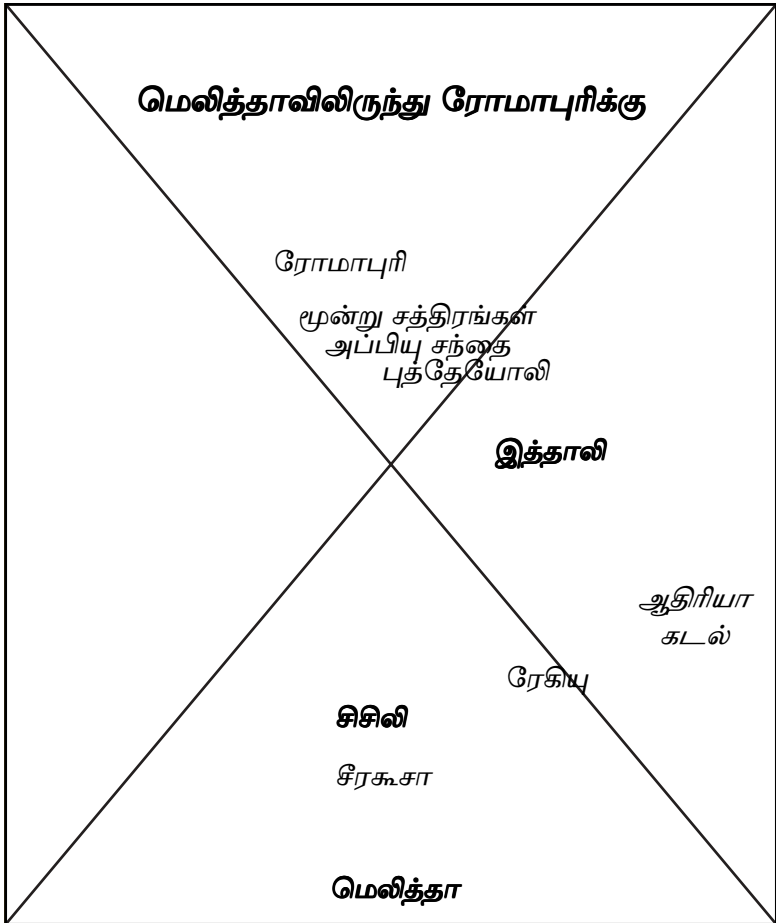 மெலித்தாவிலிருந்து ரோமாபுரிக்கு
ரோமாபுரி
மூன்று சத்திரங்கள்
அப்பியு சந்தை
புத்தேயோலி
இத்தாலி
ஆதிரியா
கடல்
ரேகியு
சிசிலி
சீரகூசா
மெலித்தா